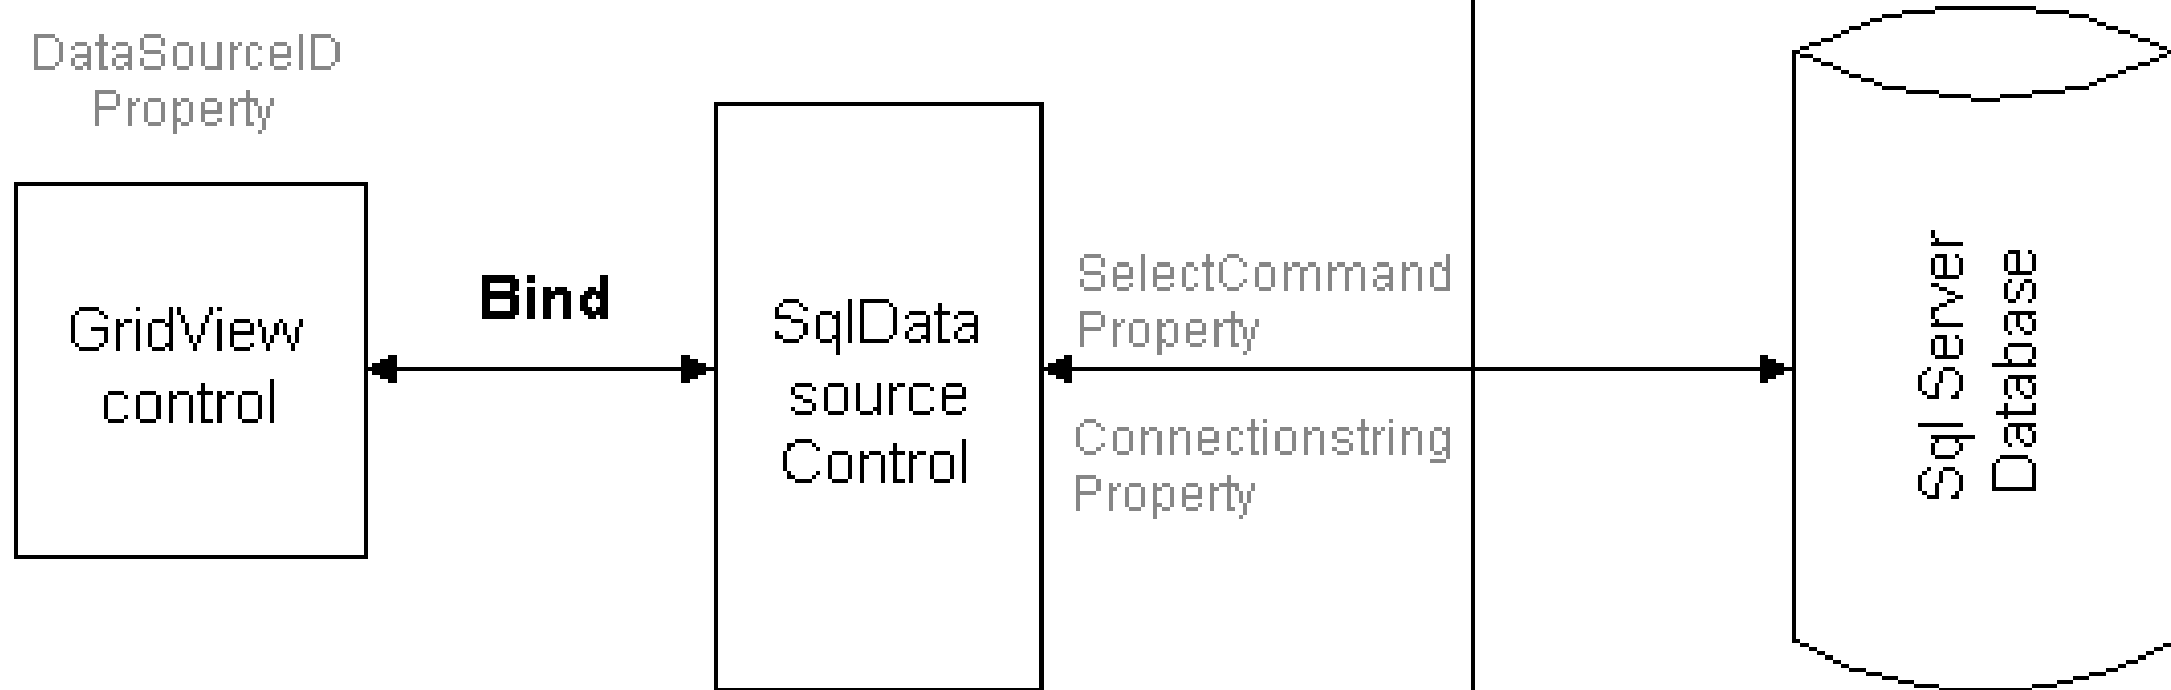 DataSourceID
Property
GridView
control
Bind
SqlData
source
Control
SelectCommand
Property
Connectionstring
Property
Sql Server
Database